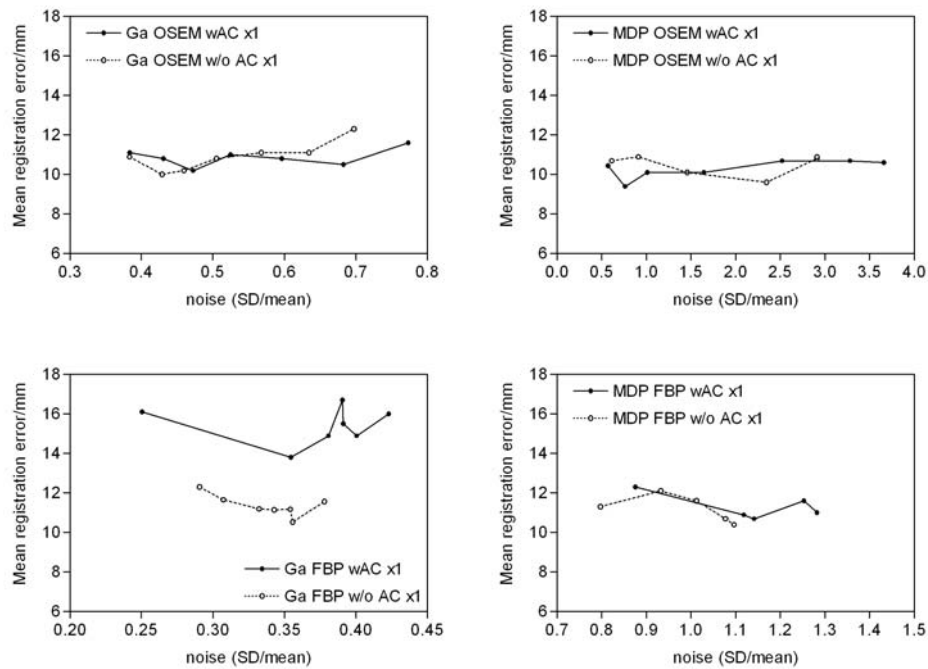 18
16
14
12
10
8
6
Mean registration error/mm
Ga OSEM wAC x1
Ga OSEM w/o AC x1
0.3 0.4 0.5 0.6 0.7 0.8
noise (SD/mean)
18
16
14
12
10
8
6
Mean registration error/mm
MDP OSEM wAC x1
MDP OSEM w/o AC x1
0.0 0.5 1.0 1.5 2.0 2.5 3.0 3.5 4.0
noise (SD/mean)
18
16
14
12
10
8
6
Mean registration error/mm
Ga FBP wAC x1
Ga FBP w/o AC x1
0.20 0.25 0.30 0.35 0.40 0.45
noise (SD/mean)
18
16
14
12
10
8
6
Mean registration error/mm
MDP FBP wAC x1
MDP FBP w/o AC x1
0.7 0.8 0.9 1.0 1.1 1.2 1.3 1.4 1.5
noise (SD/mean)